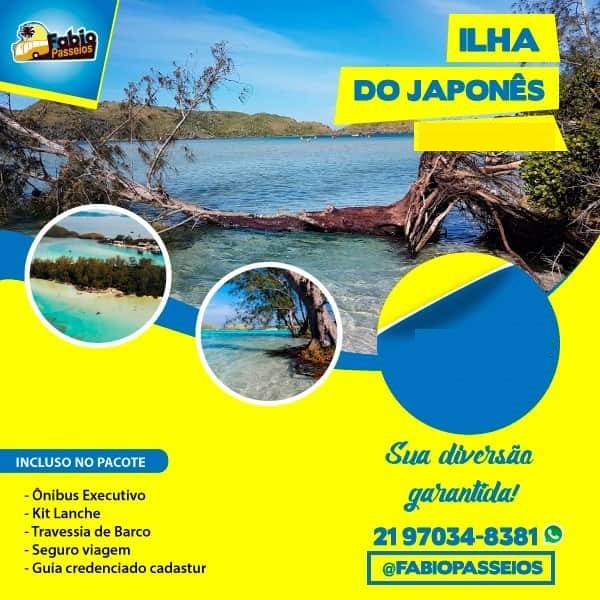 Fabio
Passeios
ILHA
DO JAPONÊS
INCLUSO NO PACOTE
- Ônibus Executivo
- Kit Lanche
- Travessia de Barco
- Seguro viagem
- Guia credenciado cadastur
Sua diversão
garantida!
21 97034-8381
@FABIOPASSEIOS